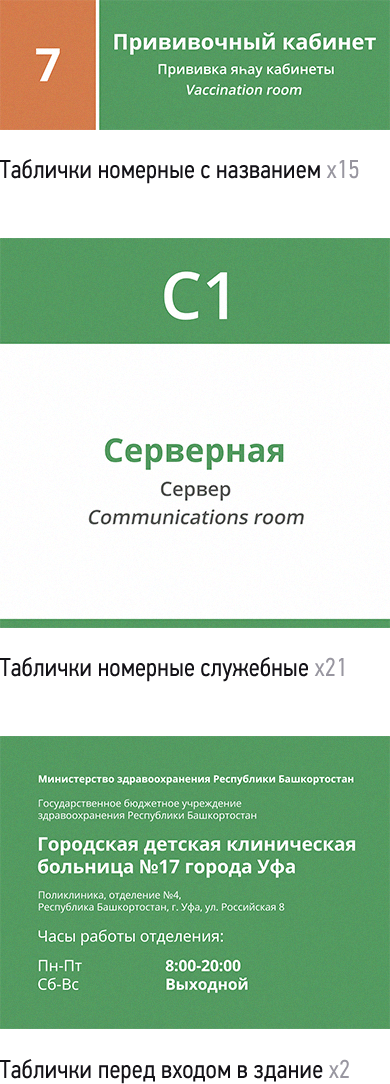 7
Прививочный кабинет
Прививка яһау кабинеты
Vaccination room
Таблички номерные с названием x15
C1
Серверная
Сервер
Communications room
Таблички номерные служебные x21
Министерство здравоохранения Республики Башкортостан
Государственное бюджетное учреждение
здравоохранения Республики Башкортостан
Городская детская клиническая
больница №17 города Уфа
Поликлиника, отделение №4,
Республика Башкортостан, г. Уфа, ул. Российская 8
Часы работы отделения:
Пн-Пт 8:00-20:00
Сб-Вс Выходной
Таблички перед входом в здание x2